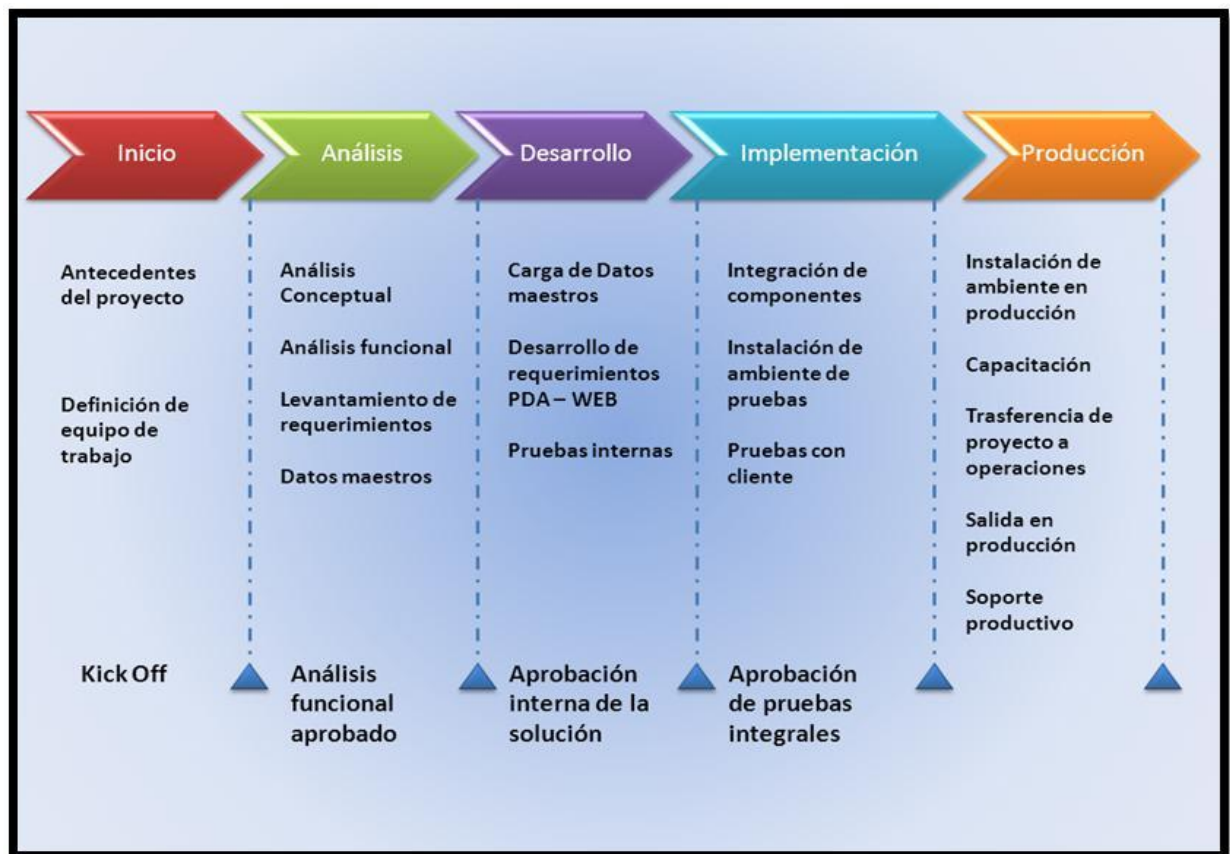 Inicio
Análisis
Desarrollo
Implementación
Producción
Antecedentes
del proyecto
Definición de
equipo de
trabajo
Análisis
Conceptual
Análisis funcional
Levantamiento de
requerimientos
Datos maestros
Carga de Datos
maestros
Desarrollo de
requerimientos
PDA – WEB
Pruebas internas
Integración de
componentes
Instalación de
ambiente de
pruebas
Pruebas con
cliente
Instalación de
ambiente en
producción
Capacitación
Trasferencia de
proyecto a
operaciones
Salida en
producción
Soporte
productivo
Kick Off
Análisis
funcional
aprobado
Aprobación
interna de la
solución
Aprobación
de pruebas
integrales